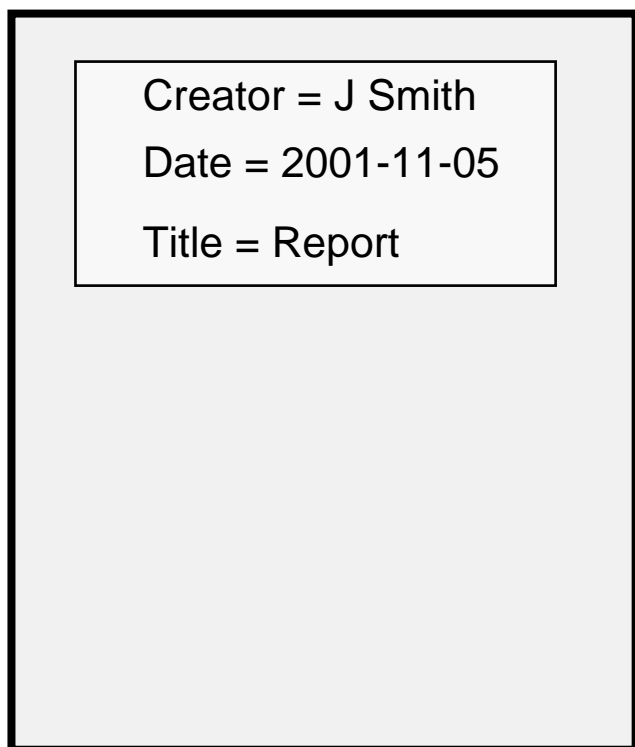 Creator = J Smith
Date = 2001-11-05
Title = Report